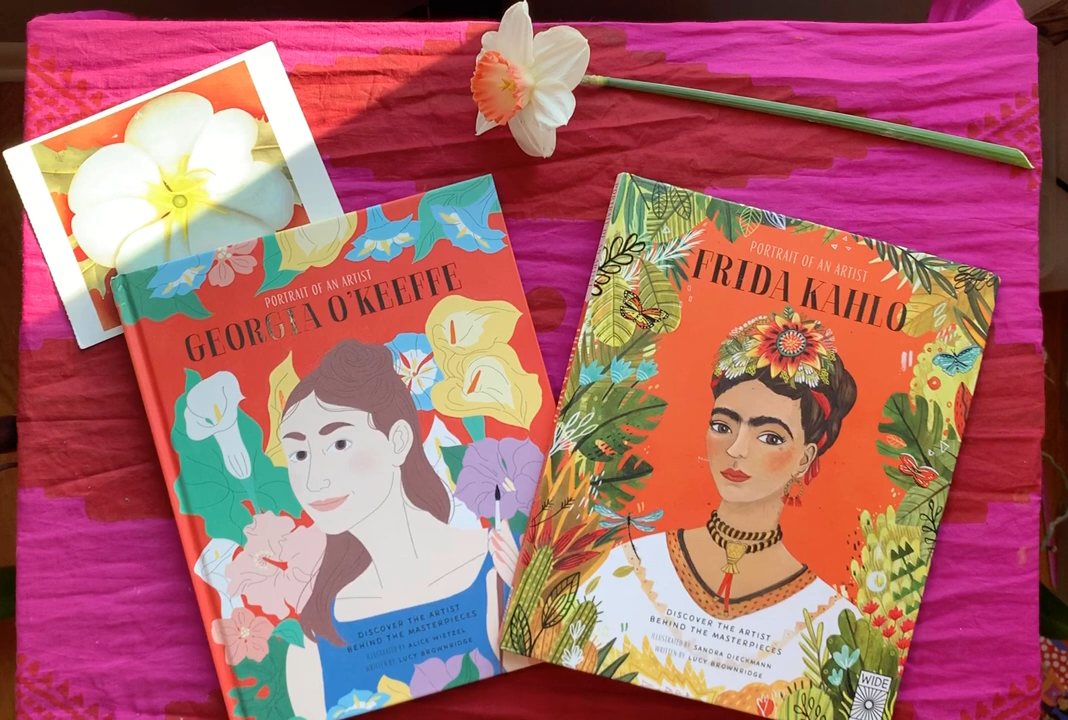 PORTRAIT OF AN ARTIST
GEORGIA O'KEEFFE
DISCOVER THE ARTIST
BEHIND THE MASTERPIECES
ILLUSTRATED BY ALICE WIETZEL
WRITTEN BY LUCY BROWNRIDGE
PORTRAIT OF AN ARTIST
FRIDA KAHLO
DISCOVER THE ARTIST
BEHIND THE MASTERPIECES
ILLUSTRATED BY SANDRA DIECKMANN
WRITTEN BY LUCY BROWNRIDGE
WIDE